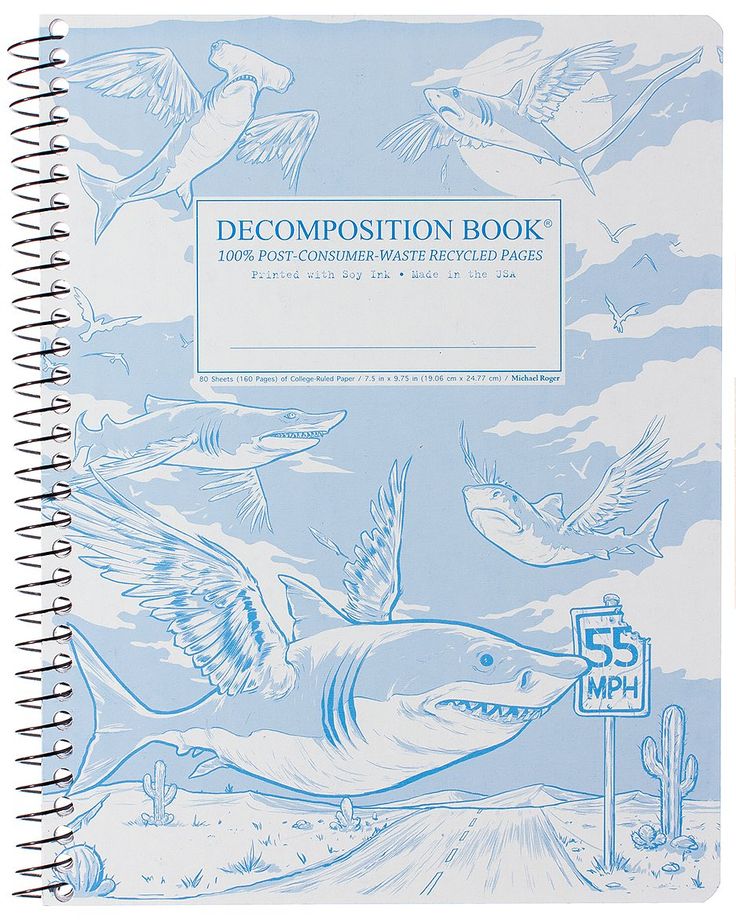 DECOMPOSITION BOOK®
100% POST-CONSUMER-WASTE RECYCLED PAGES
Printed with Soy Ink • Made in the USA
80 Sheets (160 Pages) of College-Ruled Paper / 7.5 in x 9.75 in (19.06 cm x 24.77 cm) / Michael Roger
55
MPH